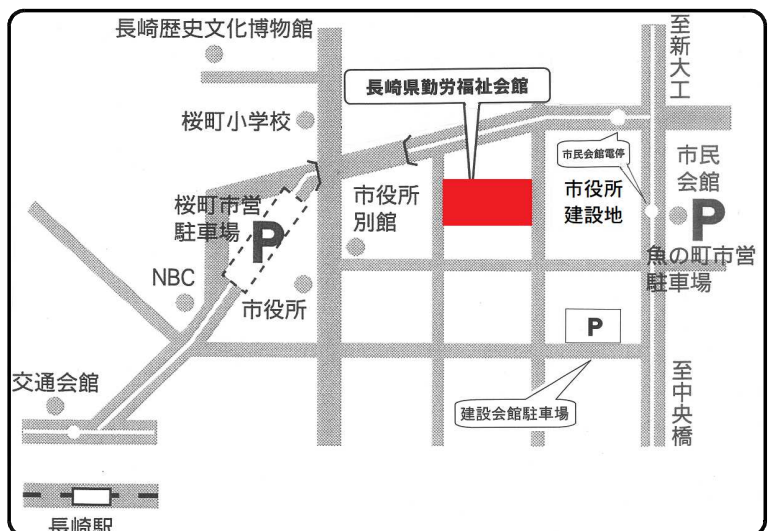 長崎歴史文化博物館
至新大工
長崎県勤労福祉会館
桜町小学校
市民会館電停
市民
会館
市役所
別館
市役所
建設地
桜町市営
駐車場
P
P
魚の町市営
駐車場
NBC
市役所
P
交通会館
至中央橋
建設会館駐車場
長崎駅